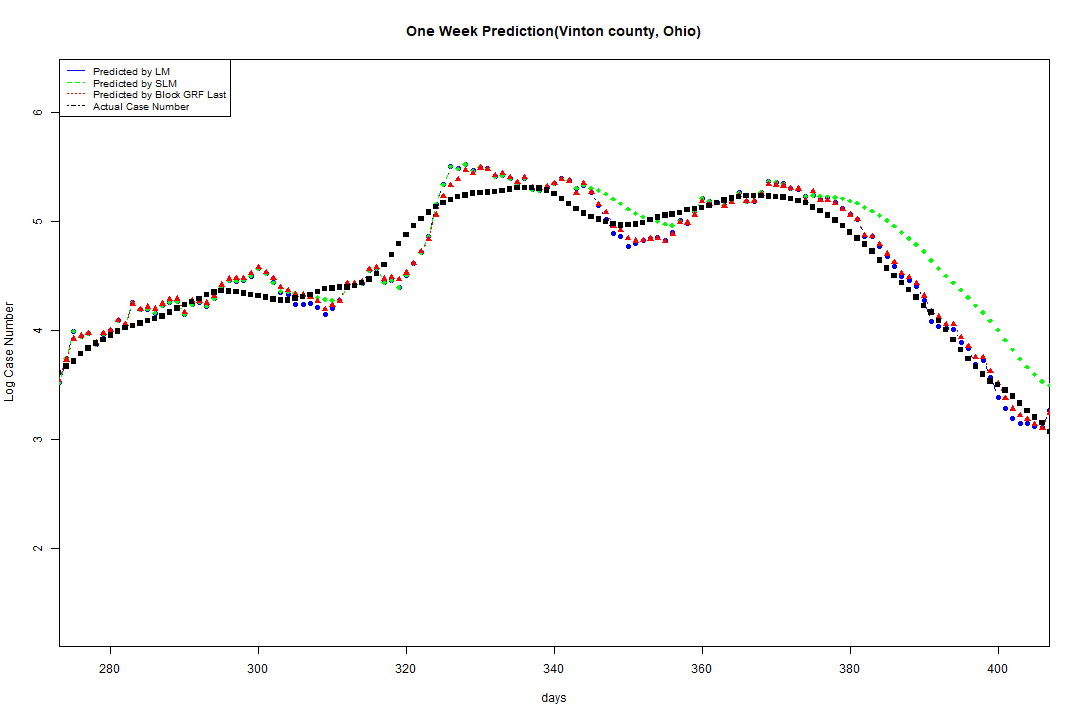 One Week Prediction(Vinton county, Ohio)
Predicted by LM
Predicted by SLM
Predicted by Block GRF Last
Actual Case Number
6
5
4
3
2
Log Case Number
280 300 320 340 360 380 400
days